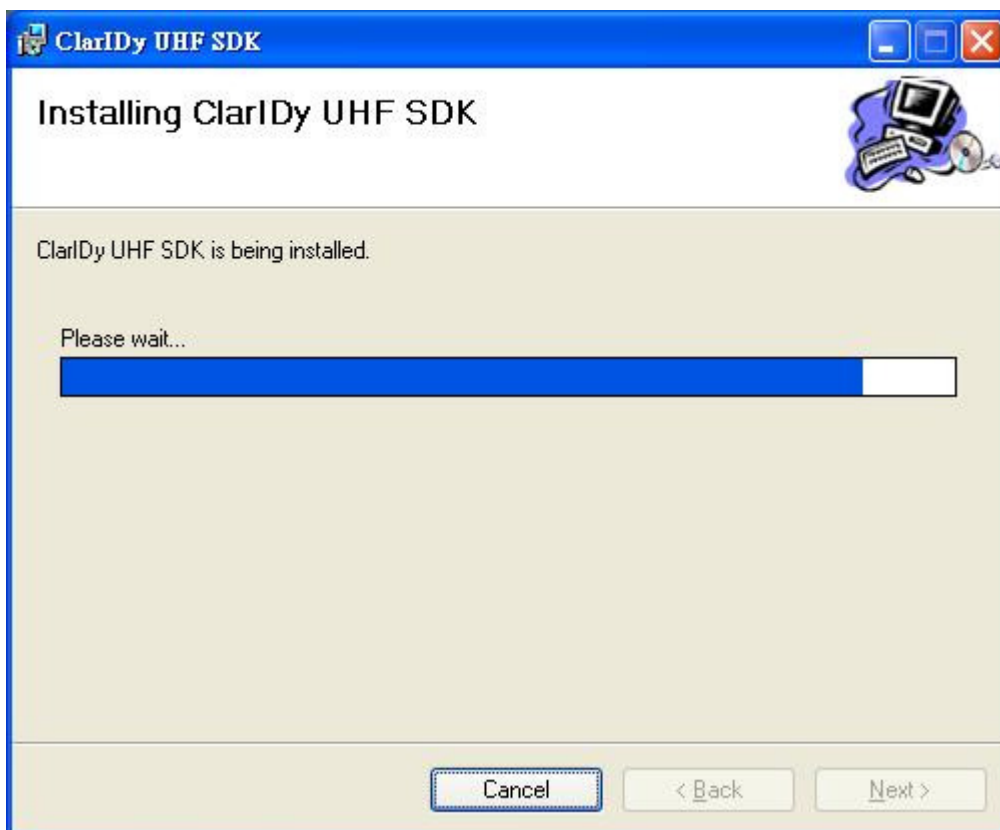 ClarIDy UHF SDK
Installing ClarIDy UHF SDK
ClarIDy UHF SDK is being installed.
Please wait...
Cancel
< Back
Next >